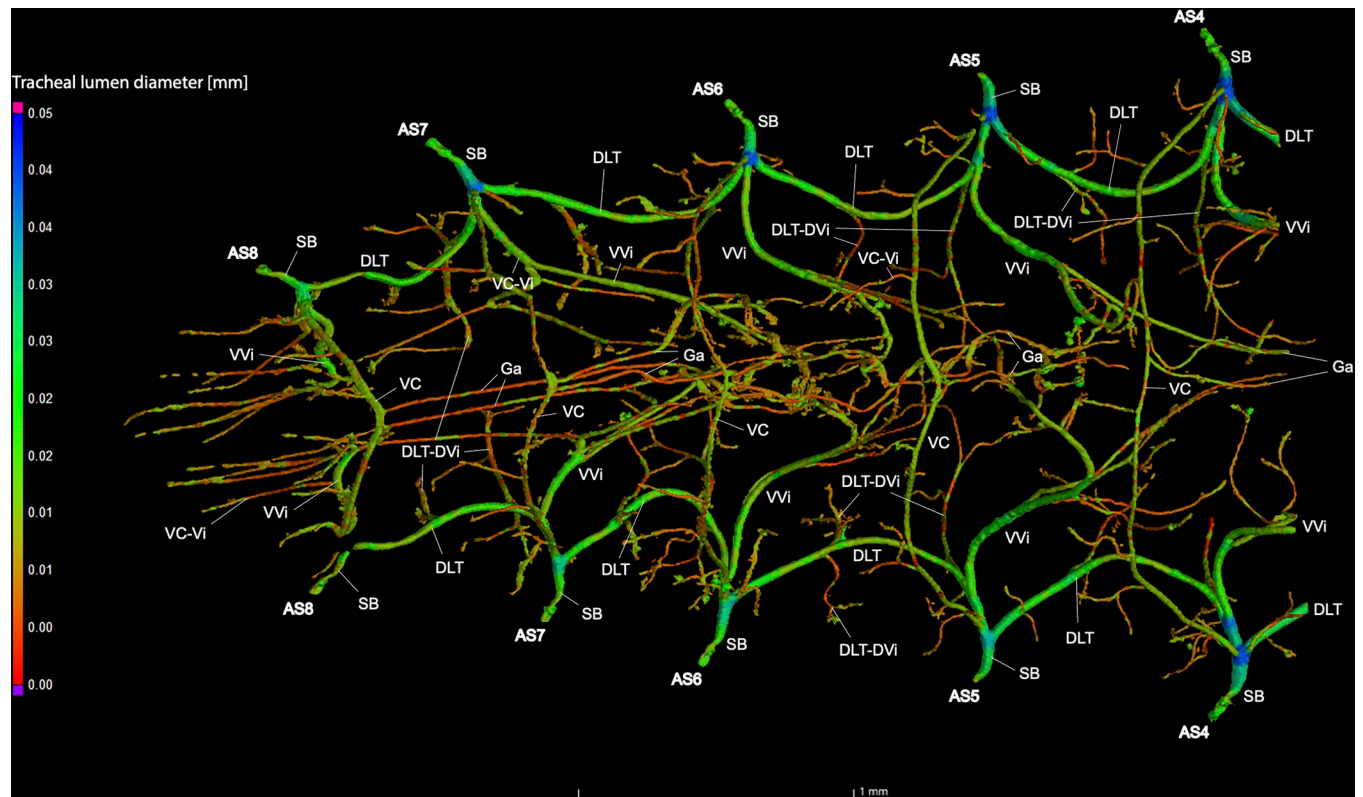 AS4
SB
AS5
SB
DLT
DLT
Tracheal lumen diameter [mm]
0.05
0.04
0.04
0.03
0.03
0.02
0.02
0.01
0.01
0.00
0.00
AS6
SB
AS7
SB
DLT
DLT
DLT-DVi
DLT-DVi
VVi
AS8
SB
DLT
VVi
VVi
VC-Vi
VC-Vi
VVi
VVi
Ga
Ga
Ga
Ga
VC
VC
VC
VC
VC
DLT-DVi
VVi
DLT-DVi
VVi
VVi
VC-Vi
VVi
VVi
DLT
DLT
DLT
DLT
DLT
SB
AS8
SB
AS7
SB
AS6
DLT-DVi
SB
AS5
SB
AS4
1 mm